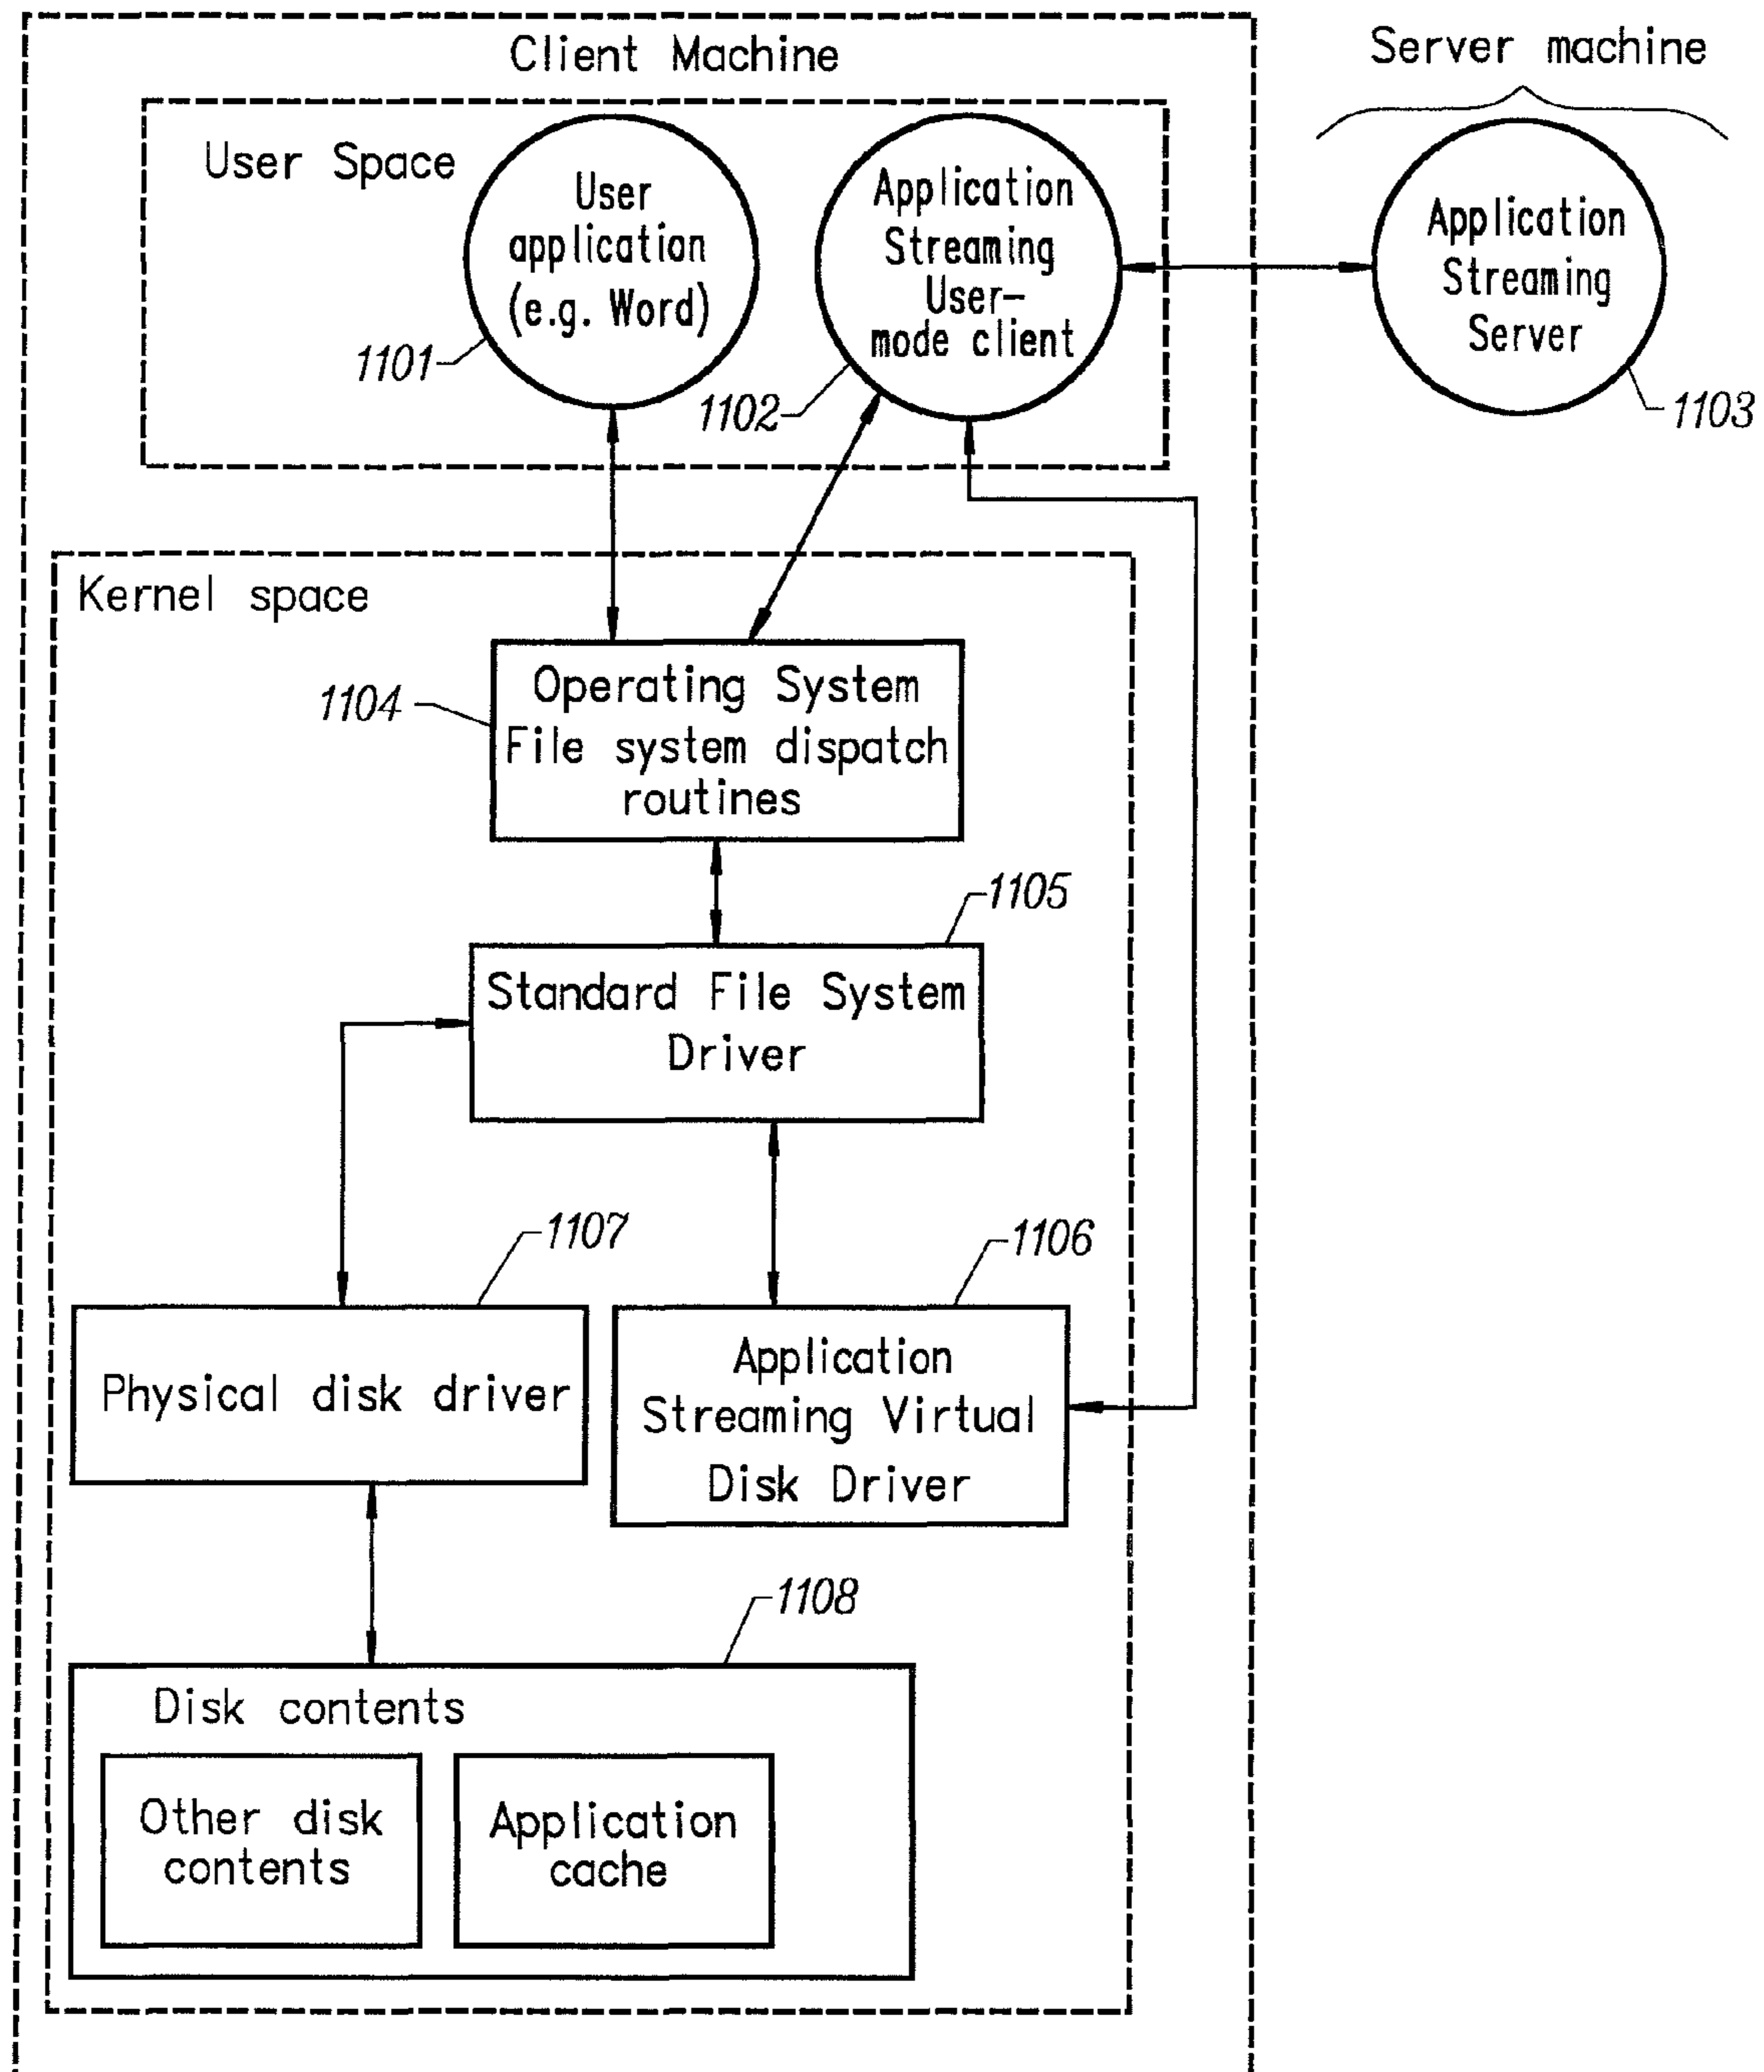 Client Machine
Server machine
User Space
User
application
(e.g. Word)
1101
Application
Streaming
User-
mode client
1102
Application
Streaming
Server
1103
Kernel space
Operating System
File system dispatch
routines
1104
1105
Standard File System
Driver
1107
1106
Physical disk driver
Application
Streaming Virtual
Disk Driver
1108
Disk contents
Other disk
contents
Application
cache